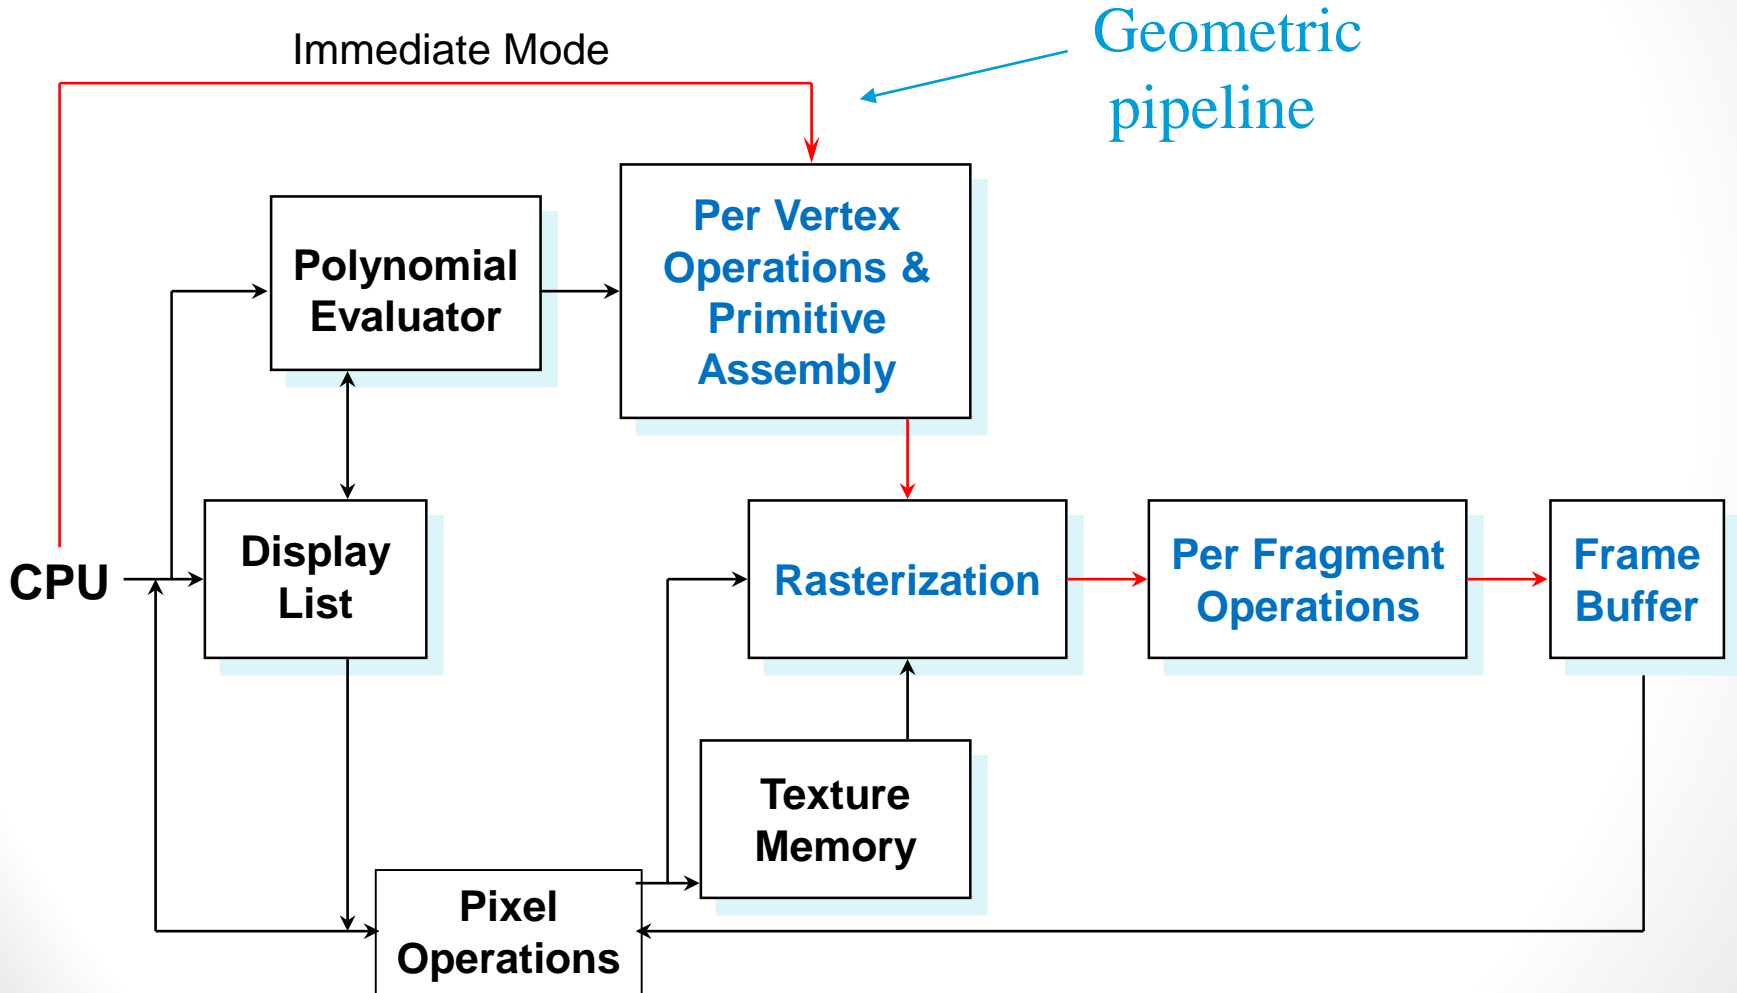 Immediate Mode
Geometric
pipeline
Polynomial
Evaluator
Per Vertex
Operations &
Primitive
Assembly
CPU
Display
List
Rasterization
Per Fragment
Operations
Frame
Buffer
Texture
Memory
Pixel
Operations